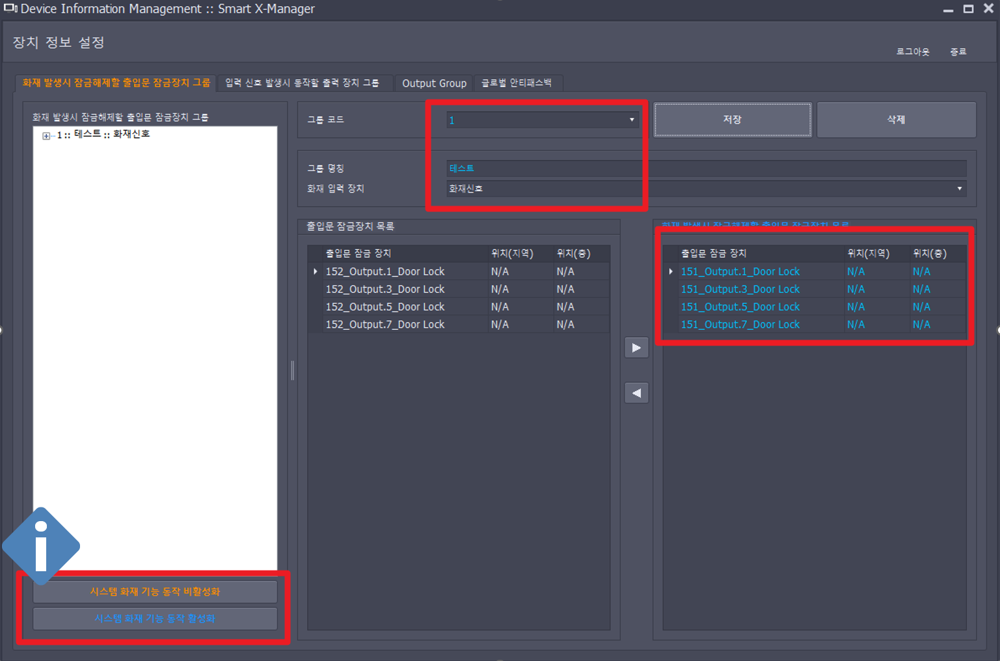 Device Information Management :: Smart X-Manager
장치 정보 설정
로그아웃 종료
화재 발생시 잠금해제할 출입문 잠금장치 그룹 입력 신호 발생시 동작할 출력 장치 그룹 Output Group 글로벌 안티패스백
화재 발생시 잠금해제할 출입문 잠금장치 그룹
1 :: 테스트 :: 화재신호
시스템 화재 기능 동작 비활성화
시스템 화재 기능 동작 활성화
그룹 코드 1 저장 삭제
그룹 명칭 테스트
화재 입력 장치 화재신호
출입문 잠금장치 목록
출입문 잠금 장치 위치(지역) 위치(층)
152_Output.1_Door Lock N/A N/A
152_Output.3_Door Lock N/A N/A
152_Output.5_Door Lock N/A N/A
152_Output.7_Door Lock N/A N/A
화재 발생시 잠금해제할 출입문 잠금장치 목록
출입문 잠금 장치 위치(지역) 위치(층)
151_Output.1_Door Lock N/A N/A
151_Output.3_Door Lock N/A N/A
151_Output.5_Door Lock N/A N/A
151_Output.7_Door Lock N/A N/A